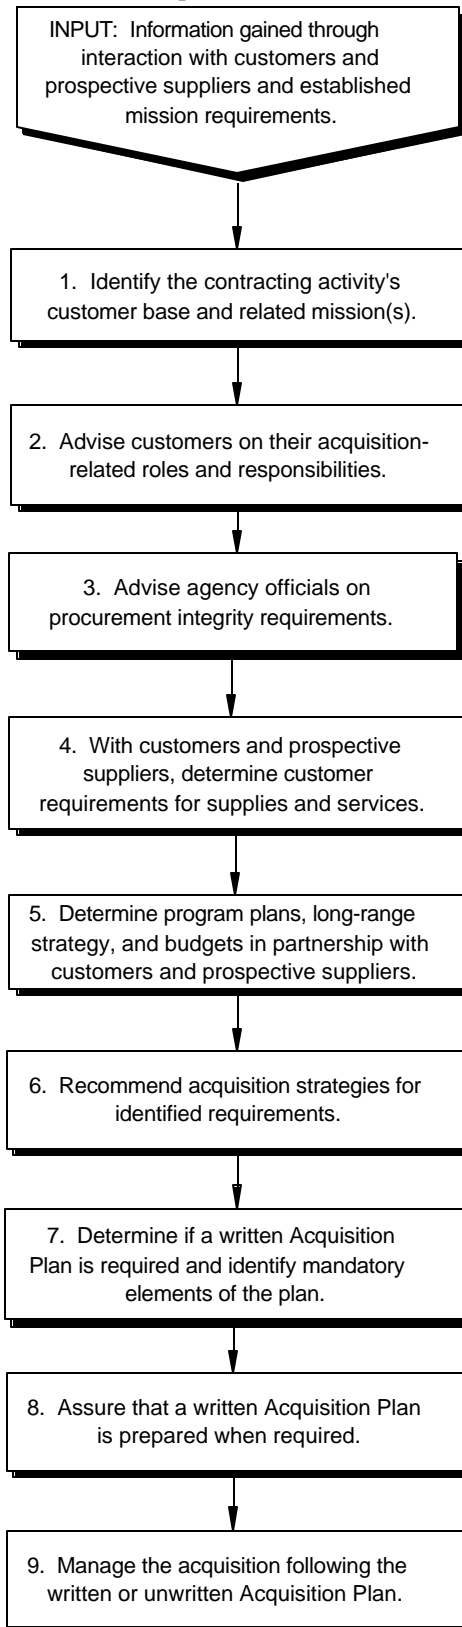 INPUT: Information gained through
interaction with customers and
prospective suppliers and established
mission requirements.
1. Identify the contracting activity's
customer base and related mission(s).
2. Advise customers on their acquisition-
related roles and responsibilities.
3. Advise agency officials on
procurement integrity requirements.
4. With customers and prospective
suppliers, determine customer
requirements for supplies and services.
5. Determine program plans, long-range
strategy, and budgets in partnership with
customers and prospective suppliers.
6. Recommend acquisition strategies for
identified requirements.
7. Determine if a written Acquisition
Plan is required and identify mandatory
elements of the plan.
8. Assure that a written Acquisition Plan
is prepared when required.
9. Manage the acquisition following the
written or unwritten Acquisition Plan.